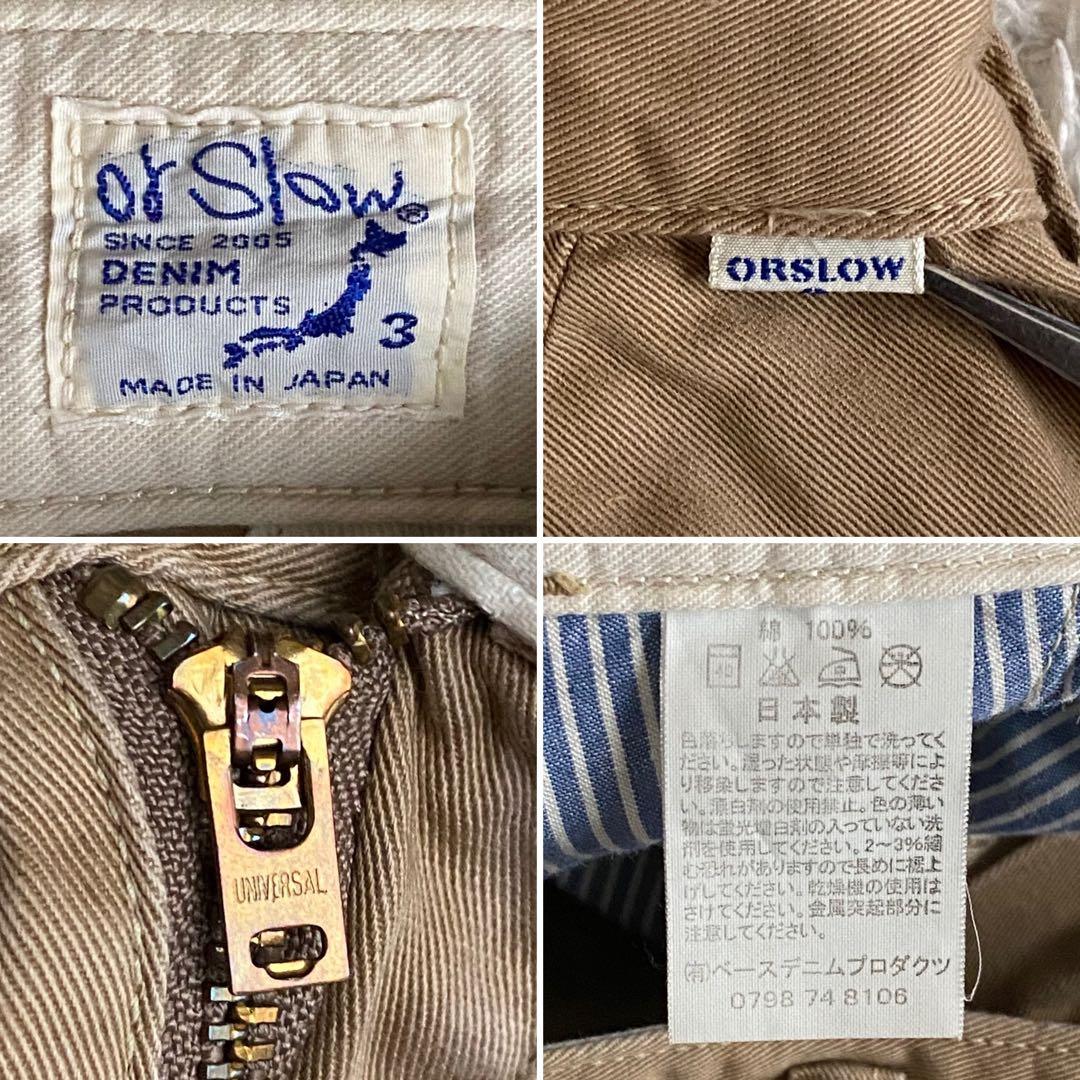 or Slow®
SINCE 2005
DENIM
PRODUCTS
3
MADE IN JAPAN
ORSLOW
UNIVERSAL
綿 100%
40
日本製
しますので単独で洗ってく
ださい。湿った状態や摩擦等によ
り移染しますので注意してくださ
い。漂白剤の使用禁止。色の薄い
物は蛍光増白剤の入っていない洗
剤を使用してください。2～3%縮
む恐れがありますので長めに裾上
げしてください。乾燥機の使用は
さけてください。金属突起部分に
注意してください。
㈲ベースデニムプロダクツ
0798 74 8106